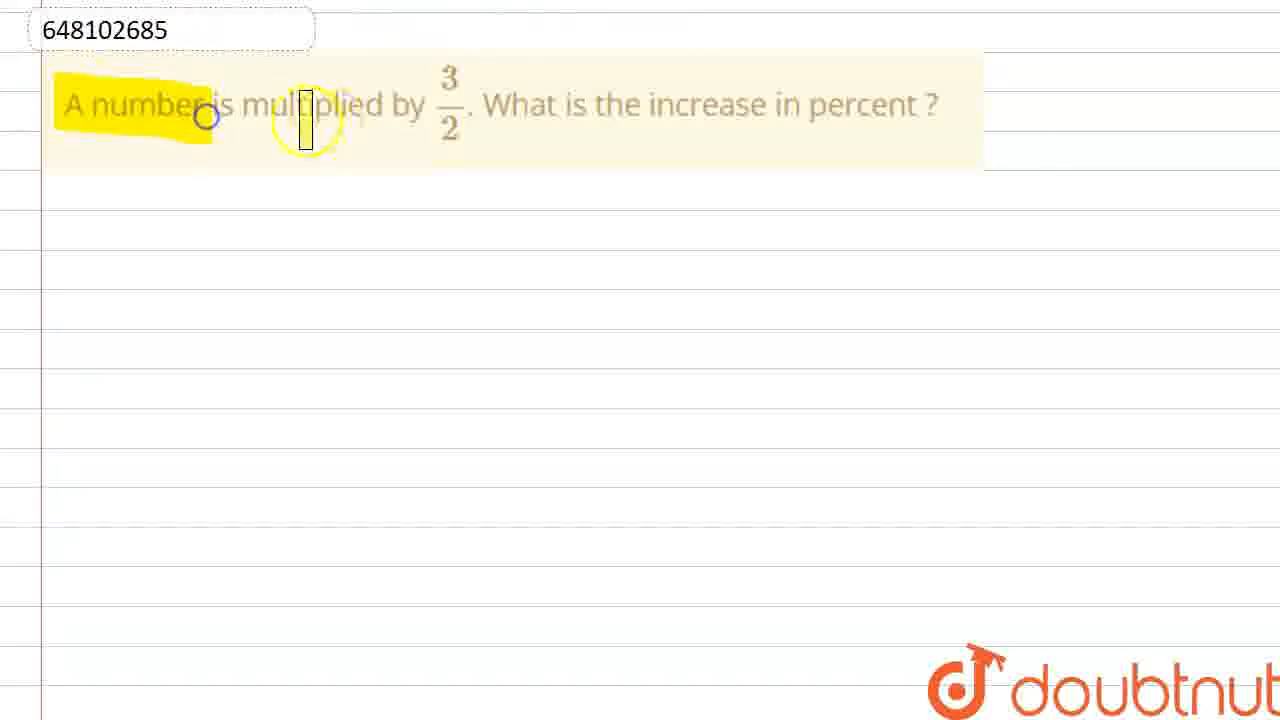 648102685
A number is multiplied by 3/2. What is the increase in percent ?
doubtnut